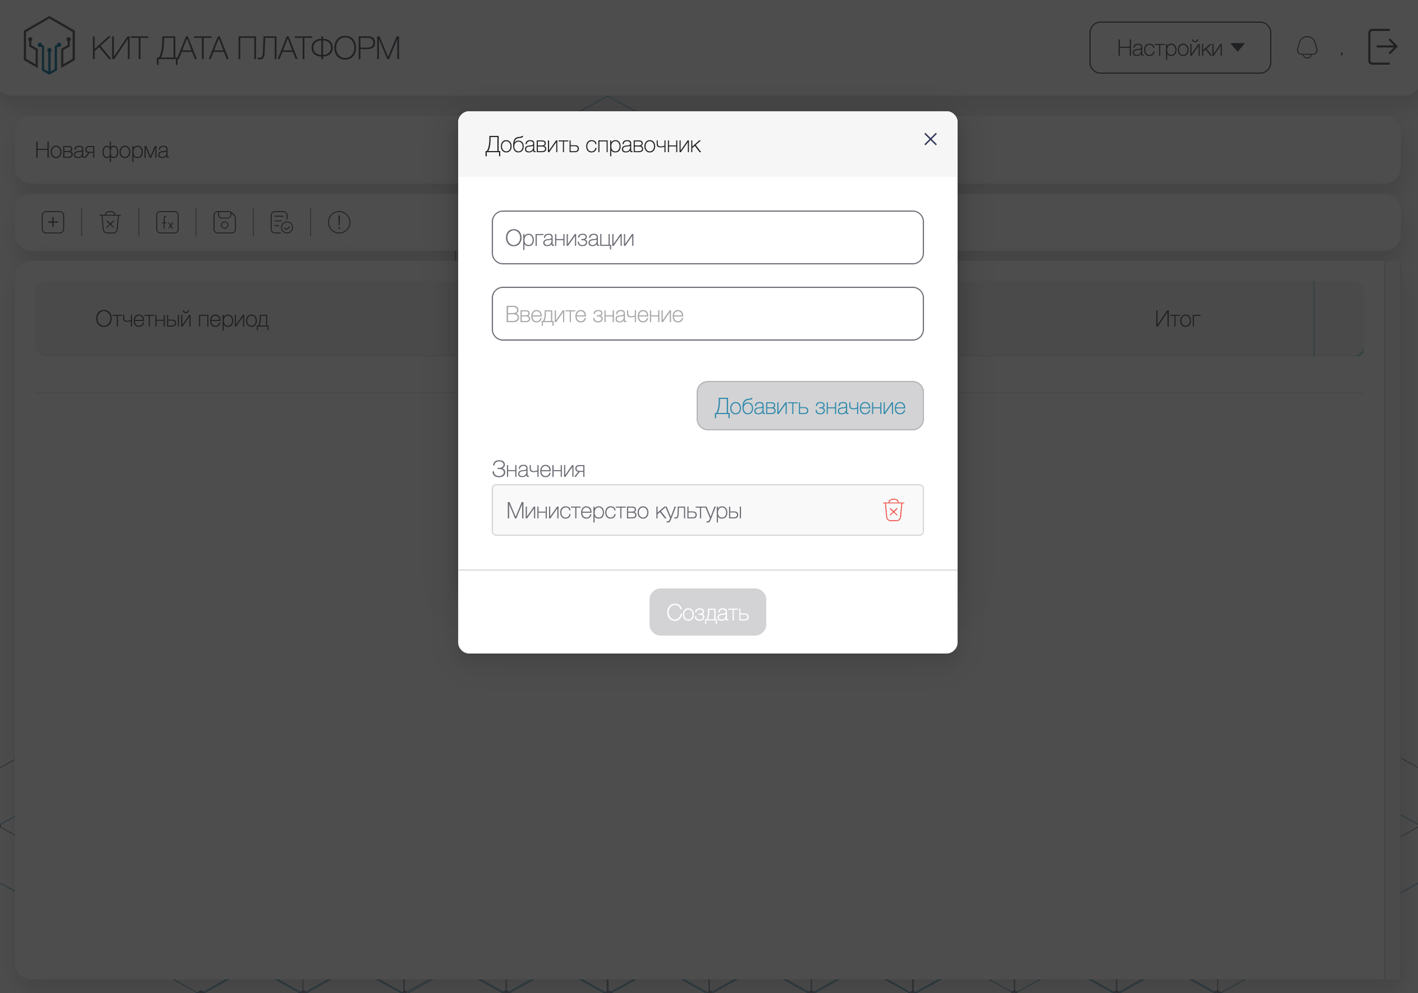 КИТ ДАТА ПЛАТФОРМ
Настройки
Новая форма
Добавить справочник
Организации
Введите значение
Отчетный период
Итог
Добавить значение
Значения
Министерство культуры
Создать